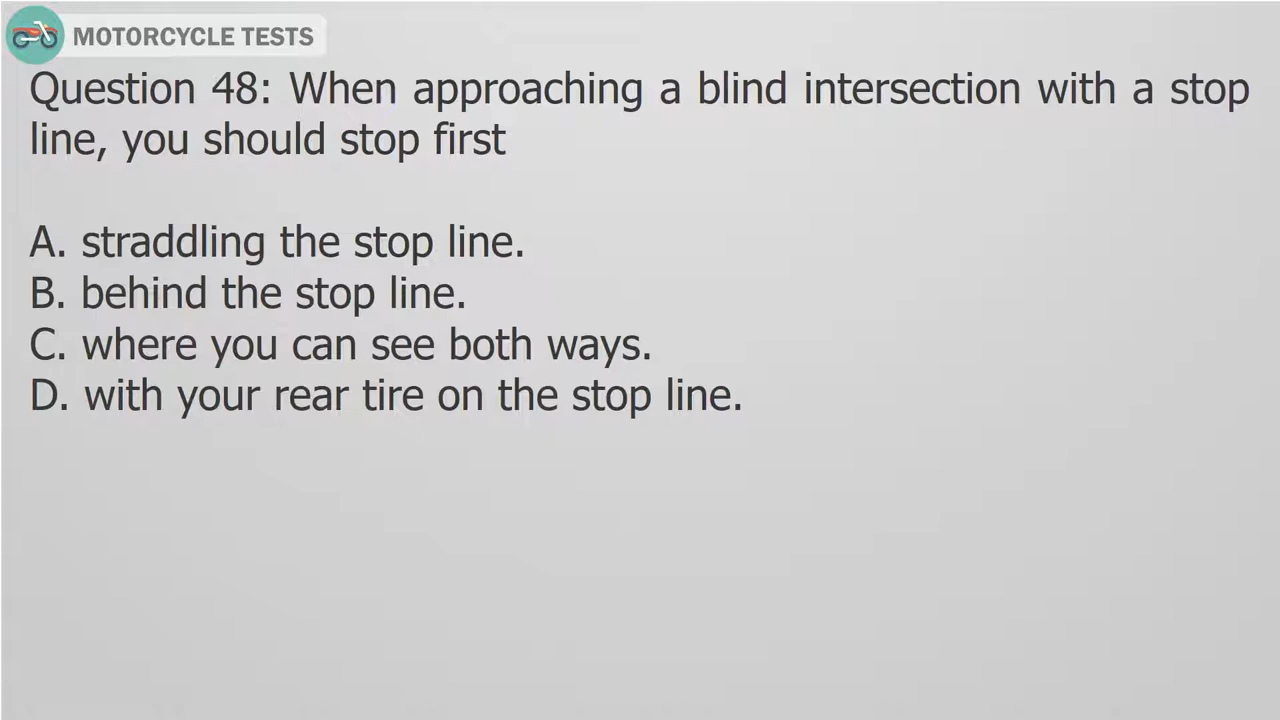 MOTORCYCLE TESTS
Question 48: When approaching a blind intersection with a stop
line, you should stop first
A. straddling the stop line.
B. behind the stop line.
C. where you can see both ways.
D. with your rear tire on the stop line.